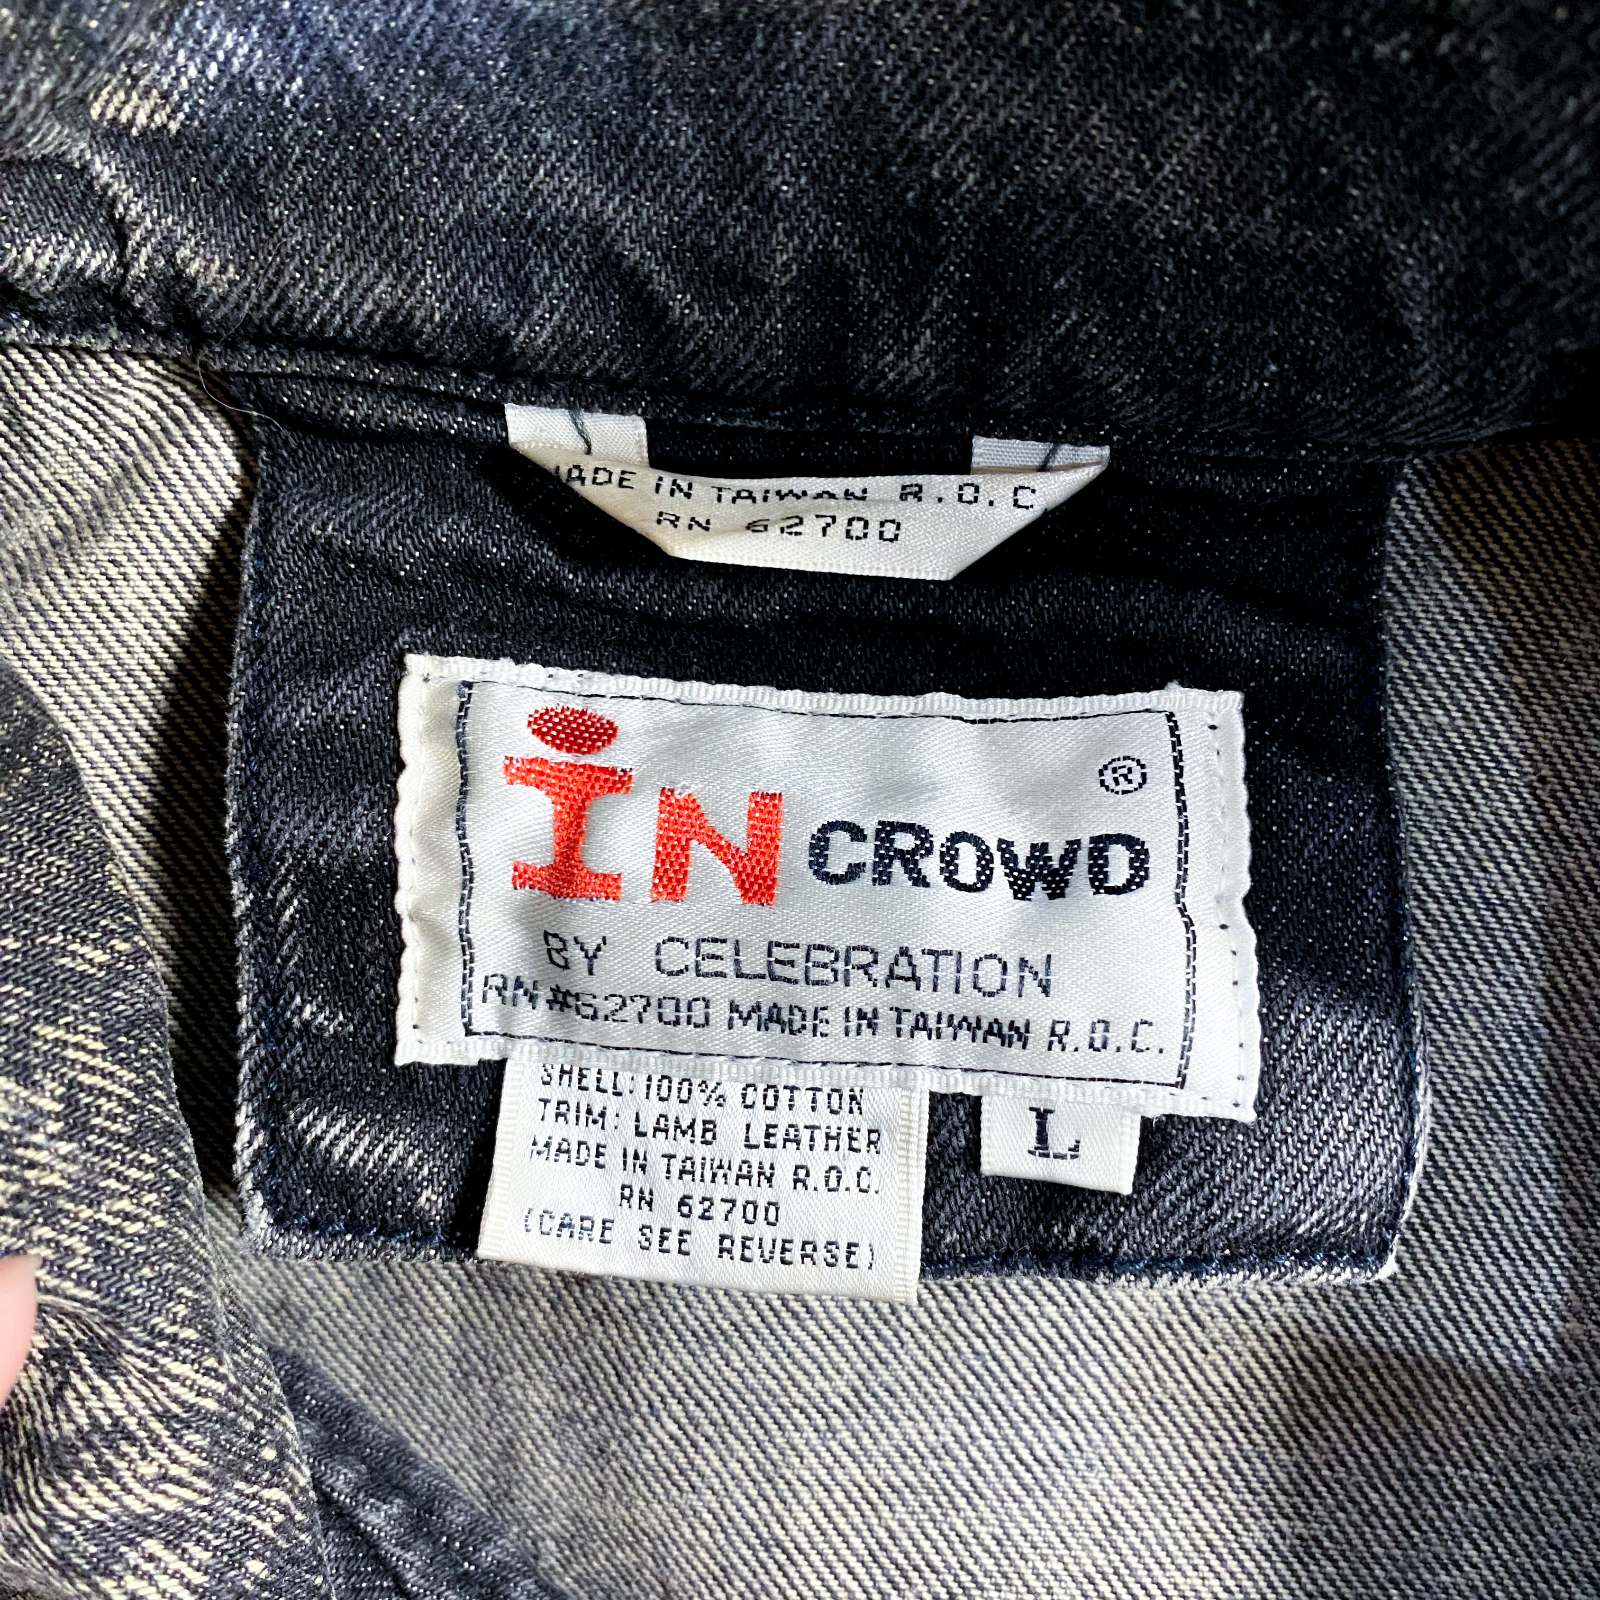 MADE IN TAIWAN R.O.C.
RN 62700
iN CROWD ®
BY CELEBRATION
RN#62700 MADE IN TAIWAN R.O.C.
SHELL: 100% COTTON
TRIM: LAMB LEATHER
MADE IN TAIWAN R.O.C.
RN 62700
(CARE SEE REVERSE)
L